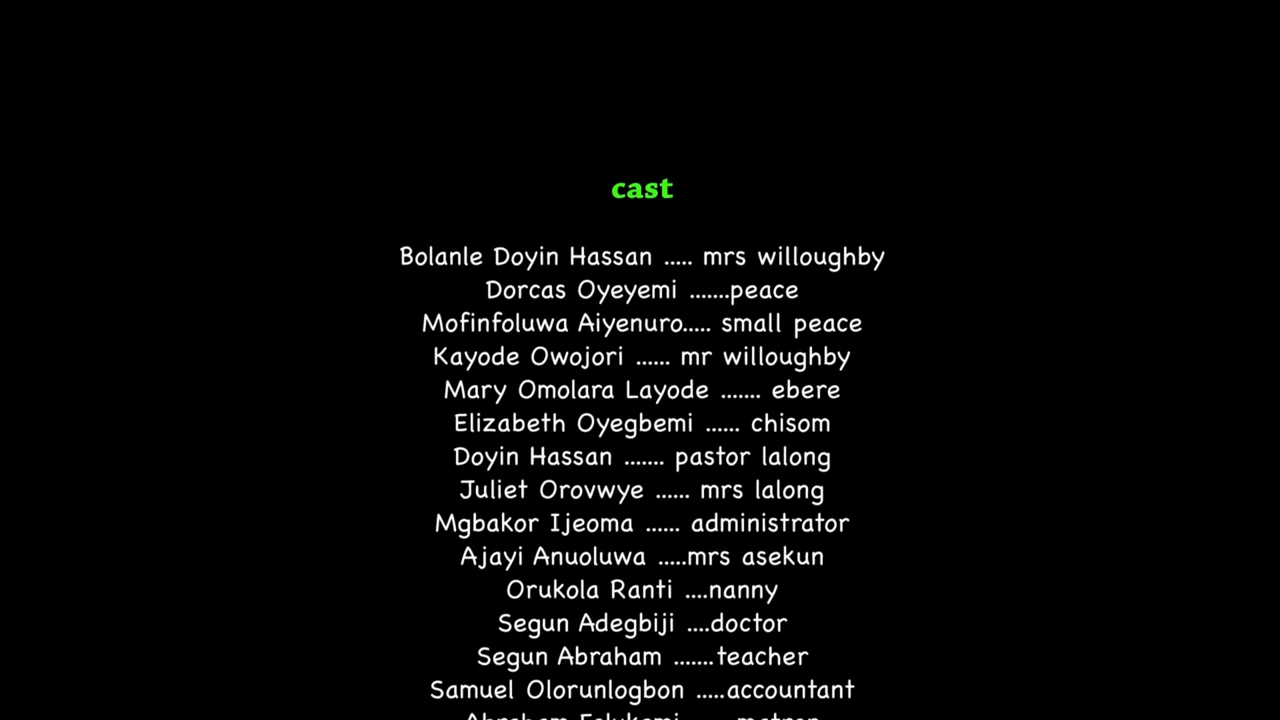 cast
Bolanle Doyin Hassan ..... mrs willoughby
Dorcas Oyeyemi .......peace
Mofinfoluwa Aiyenuro..... small peace
Kayode Owojori ...... mr willoughby
Mary Omolara Layode ....... ebere
Elizabeth Oyegbemi ...... chisom
Doyin Hassan ....... pastor lalong
Juliet Orovwye ...... mrs lalong
Mgbakor Ijeoma ...... administrator
Ajayi Anuoluwa .....mrs asekun
Orukola Ranti ....nanny
Segun Adegbiji ....doctor
Segun Abraham .......teacher
Samuel Olorunlogbon .....accountant
Abraham